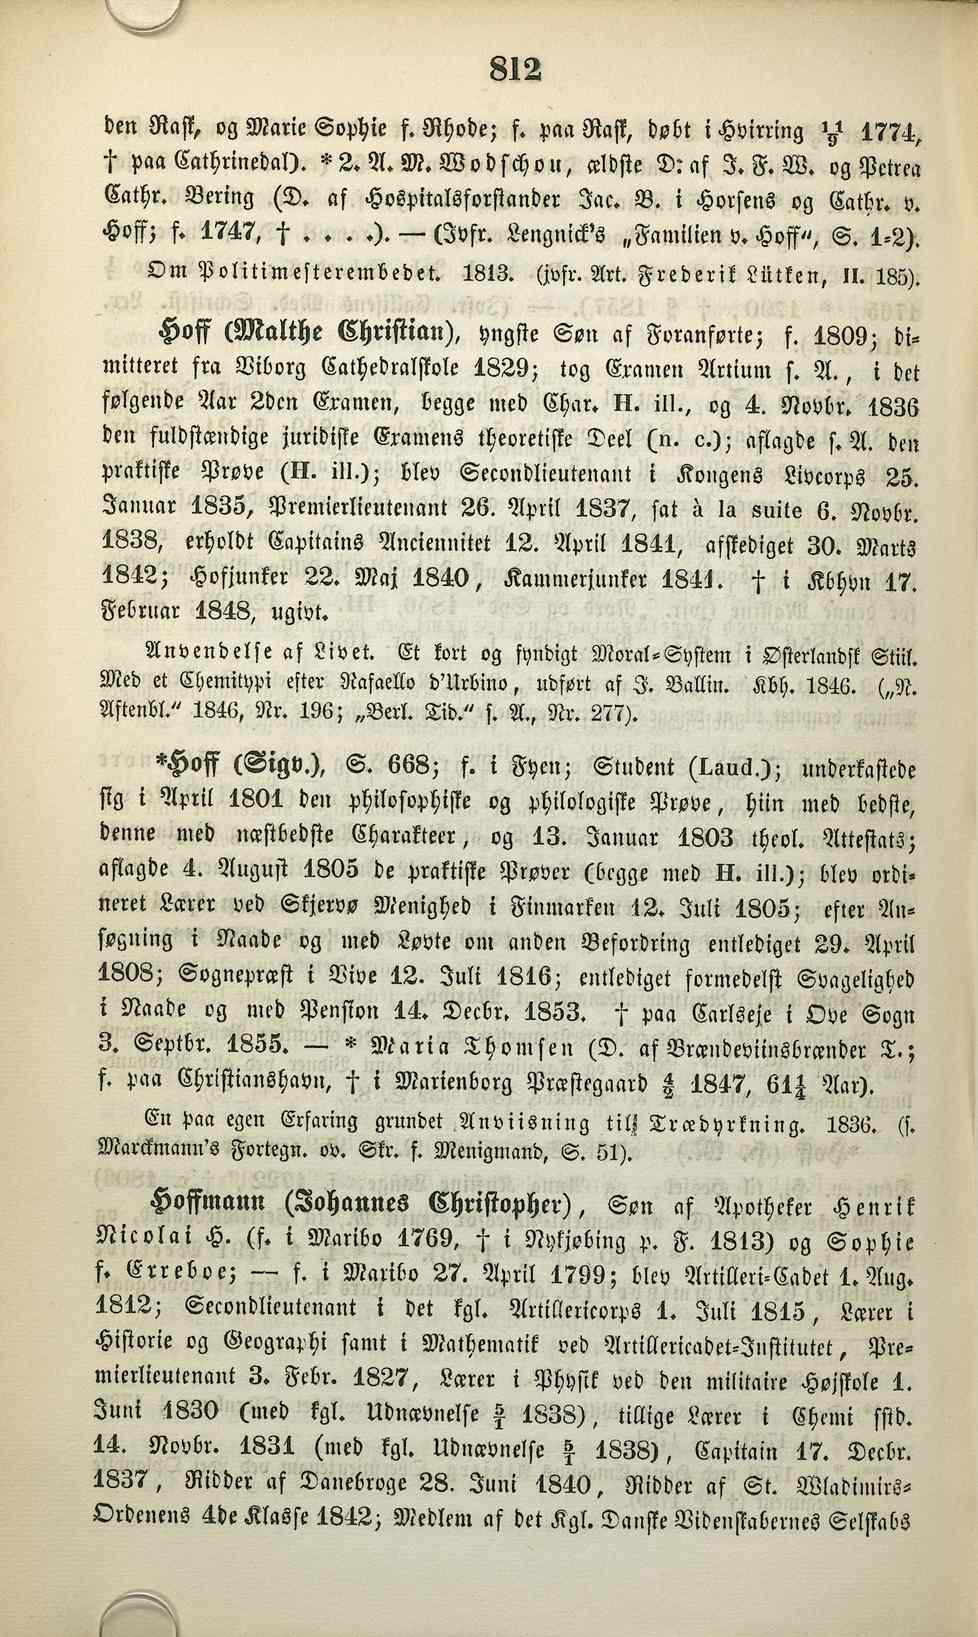 812
den Rask, og Marie Sophie f. Rhode; f. paa Rask, døbt i Hvirring 11/9 1774,
† paa Cathrinedal). * 2. A. M. Wodschou, ældste D: af J. F. W. og Petrea
Cathr. Bering (D. af Hospitalsforstander Jac. B. i Horsens og Cathr. v.
Hoff; f. 1747, † . . . .). — (Jvfr. Lengnick's „Familien v. Hoff“, S. 1-2).
Om Politimesterembedet. 1813. (jvfr. Art. Frederik Lütken, II. 185).
Hoff (Malthe Christian), yngste Søn af Foranførte; f. 1809; di-
mitteret fra Viborg Cathedralskole 1829; tog Examen Artium s. A., i det
følgende Aar 2den Examen, begge med Char. H. ill., og 4. Novbr. 1836
den fuldstændige juridiske Examens theoretiske Deel (n. c.); aflagde s. A. den
praktiske Prøve (H. ill.); blev Secondlieutenant i Kongens Livcorps 25.
Januar 1835, Premierlieutenant 26. April 1837, sat à la suite 6. Novbr.
1838, erholdt Capitains Anciennitet 12. April 1841, afskediget 30. Marts
1842; Hofjunker 22. Maj 1840, Kammerjunker 1841. † i Kbhvn 17.
Februar 1848, ugivt.
Anvendelse af Livet. Et kort og fyndigt Moral-System i Østerlandsk Stiil.
Med et Chemitypi efter Rafaello d'Urbino, udført af J. Ballin. Kbh. 1846. („N.
Aftenbl.“ 1846, Nr. 196; „Berl. Tid.“ s. A., Nr. 277).
*Hoff (Sigv.), S. 668; f. i Fyen; Student (Laud.); underkastede
sig i April 1801 den philosophiske og philologiske Prøve, hiin med bedste,
denne med næstbedste Charakteer, og 13. Januar 1803 theol. Attestats;
aflagde 4. August 1805 de praktiske Prøver (begge med H. ill.); blev ordi-
neret Lærer ved Skjervø Menighed i Finmarken 12. Juli 1805; efter An-
søgning i Naade og med Løvte om anden Befordring entlediget 29. April
1808; Sognepræst i Vive 12. Juli 1816; entlediget formedelst Svagelighed
i Naade og med Pension 14. Decbr. 1853. † paa Carlseje i Ove Sogn
3. Septbr. 1855. — * Maria Thomsen (D. af Brændeviinsbrænder T.;
f. paa Christianshavn, † i Marienborg Præstegaard 4/2 1847, 61 1/4 Aar).
En paa egen Erfaring grundet Anviisning til Trædyrkning. 1836. (s.
Marckmann's Fortegn. ov. Skr. f. Menigmand, S. 51).
Hoffmann (Johannes Christopher), Søn af Apotheker Henrik
Nicolai H. (f. i Maribo 1769, † i Nykjøbing p. F. 1813) og Sophie
f. Erreboe; — f. i Maribo 27. April 1799; blev Artilleri-Cadet 1. Aug.
1812; Secondlieutenant i det kgl. Artillericorps 1. Juli 1815, Lærer i
Historie og Geographi samt i Mathematik ved Artillericadet-Institutet, Pre-
mierlieutenant 3. Febr. 1827, Lærer i Physik ved den militaire Højskole 1.
Juni 1830 (med kgl. Udnævnelse 5/1 1838), tillige Lærer i Chemi sstd.
14. Novbr. 1831 (med kgl. Udnævnelse 5/1 1838), Capitain 17. Decbr.
1837, Ridder af Danebroge 28. Juni 1840, Ridder af St. Wladimirs-
Ordenens 4de Klasse 1842; Medlem af det Kgl. Danske Videnskabernes Selskabs